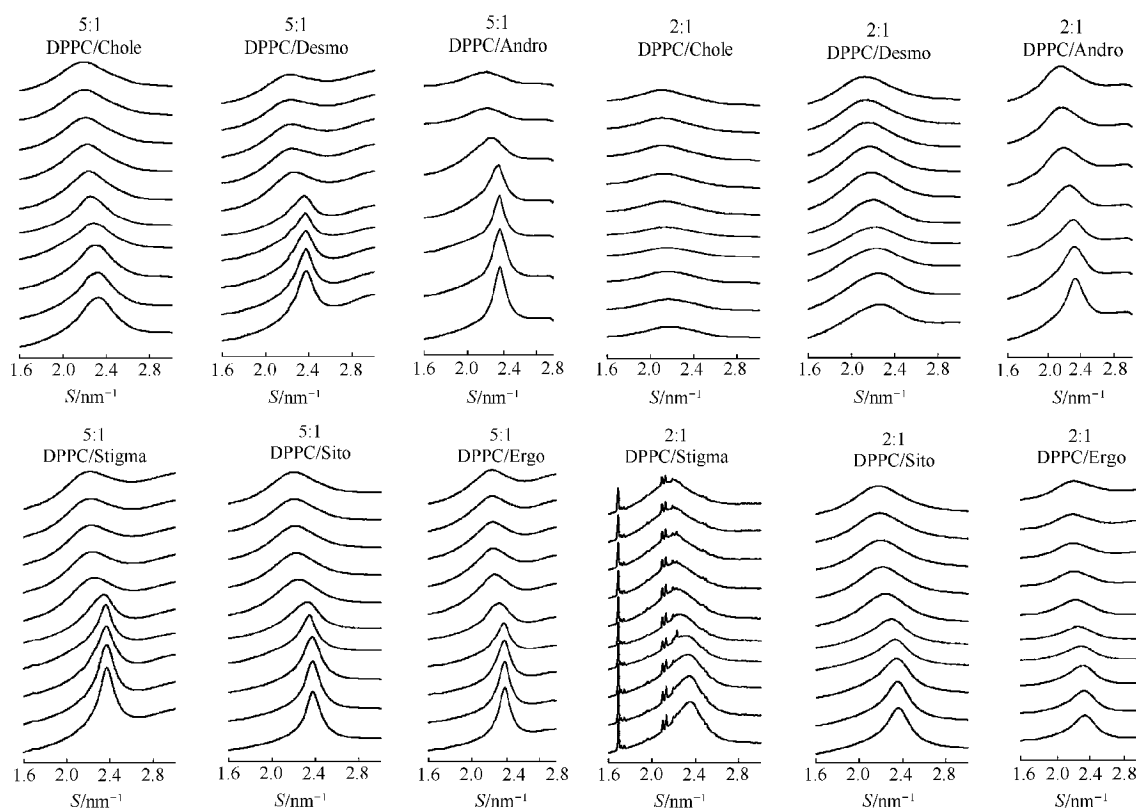 5:1
DPPC/Chole
5:1
DPPC/Desmo
5:1
DPPC/Andro
2:1
DPPC/Chole
2:1
DPPC/Desmo
2:1
DPPC/Andro
1.6 2.0 2.4 2.8
1.6 2.0 2.4 2.8
1.6 2.0 2.4 2.8
1.6 2.0 2.4 2.8
1.6 2.0 2.4 2.8
1.6 2.0 2.4 2.8
S/nm⁻¹
S/nm⁻¹
S/nm⁻¹
S/nm⁻¹
S/nm⁻¹
S/nm⁻¹
5:1
DPPC/Stigma
5:1
DPPC/Sito
5:1
DPPC/Ergo
2:1
DPPC/Stigma
2:1
DPPC/Sito
2:1
DPPC/Ergo
1.6 2.0 2.4 2.8
1.6 2.0 2.4 2.8
1.6 2.0 2.4 2.8
1.6 2.0 2.4 2.8
1.6 2.0 2.4 2.8
1.6 2.0 2.4 2.8
S/nm⁻¹
S/nm⁻¹
S/nm⁻¹
S/nm⁻¹
S/nm⁻¹
S/nm⁻¹